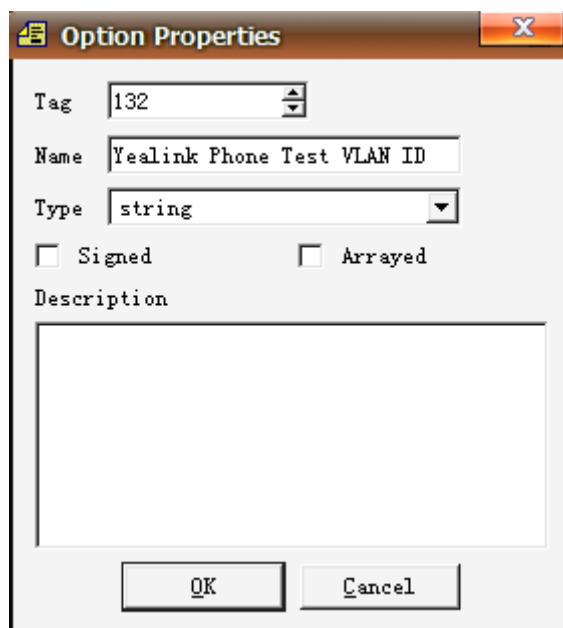 Option Properties
Tag 132
Name Yealink Phone Test VLAN ID
Type string
Signed Arrayed
Description
OK Cancel